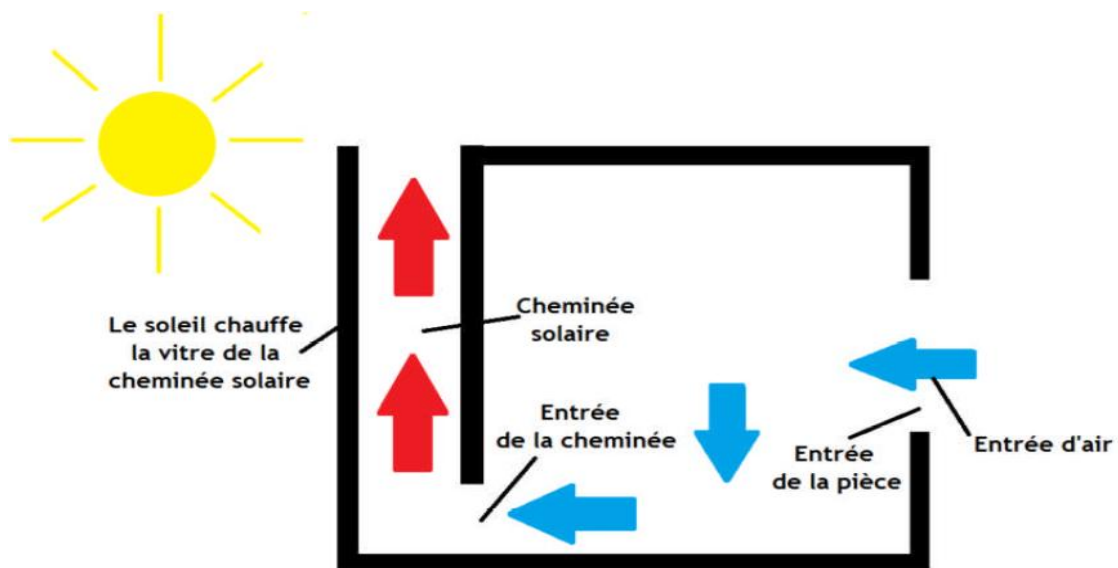 Le soleil chauffe
la vitre de la
cheminée solaire
Cheminée
solaire
Entrée
de la cheminée
Entrée
de la pièce
Entrée d'air